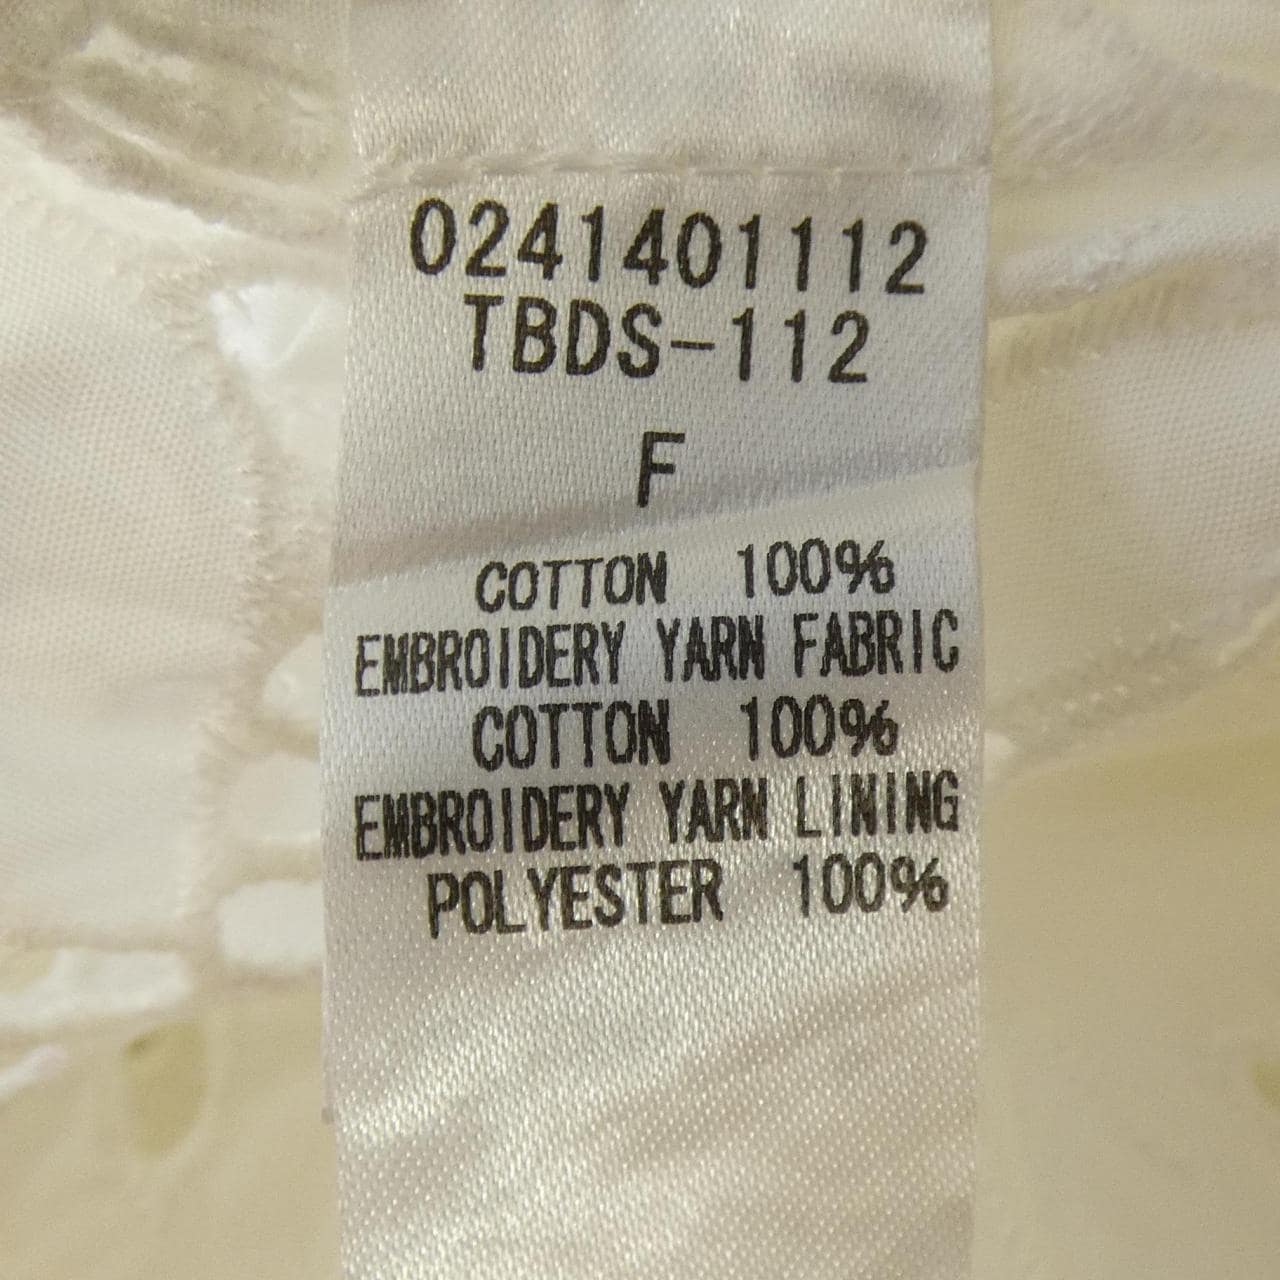 0241401112
TBDS-112
F
COTTON 100%
EMBROIDERY YARN FABRIC
COTTON 100%
EMBROIDERY YARN LINING
POLYESTER 100%